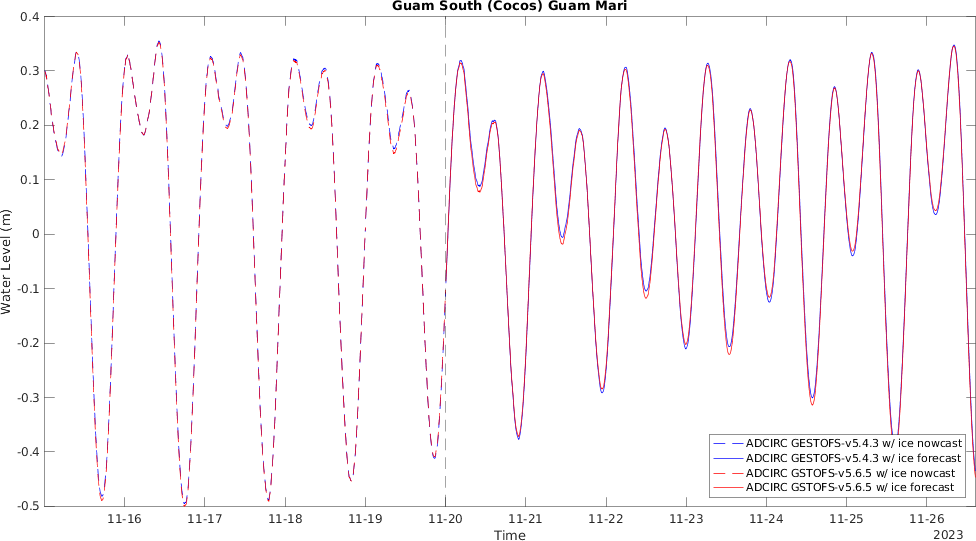 Guam South (Cocos) Guam Mari
0.4
0.3
0.2
0.1
0
-0.1
-0.2
-0.3
-0.4
-0.5
Water Level (m)
ADCIRC GESTOFS-v5.4.3 w/ ice nowcast
ADCIRC GESTOFS-v5.4.3 w/ ice forecast
ADCIRC GSTOFS-v5.6.5 w/ ice nowcast
ADCIRC GSTOFS-v5.6.5 w/ ice forecast
11-16 11-17 11-18 11-19 11-20 11-21 11-22 11-23 11-24 11-25 11-26
Time
2023